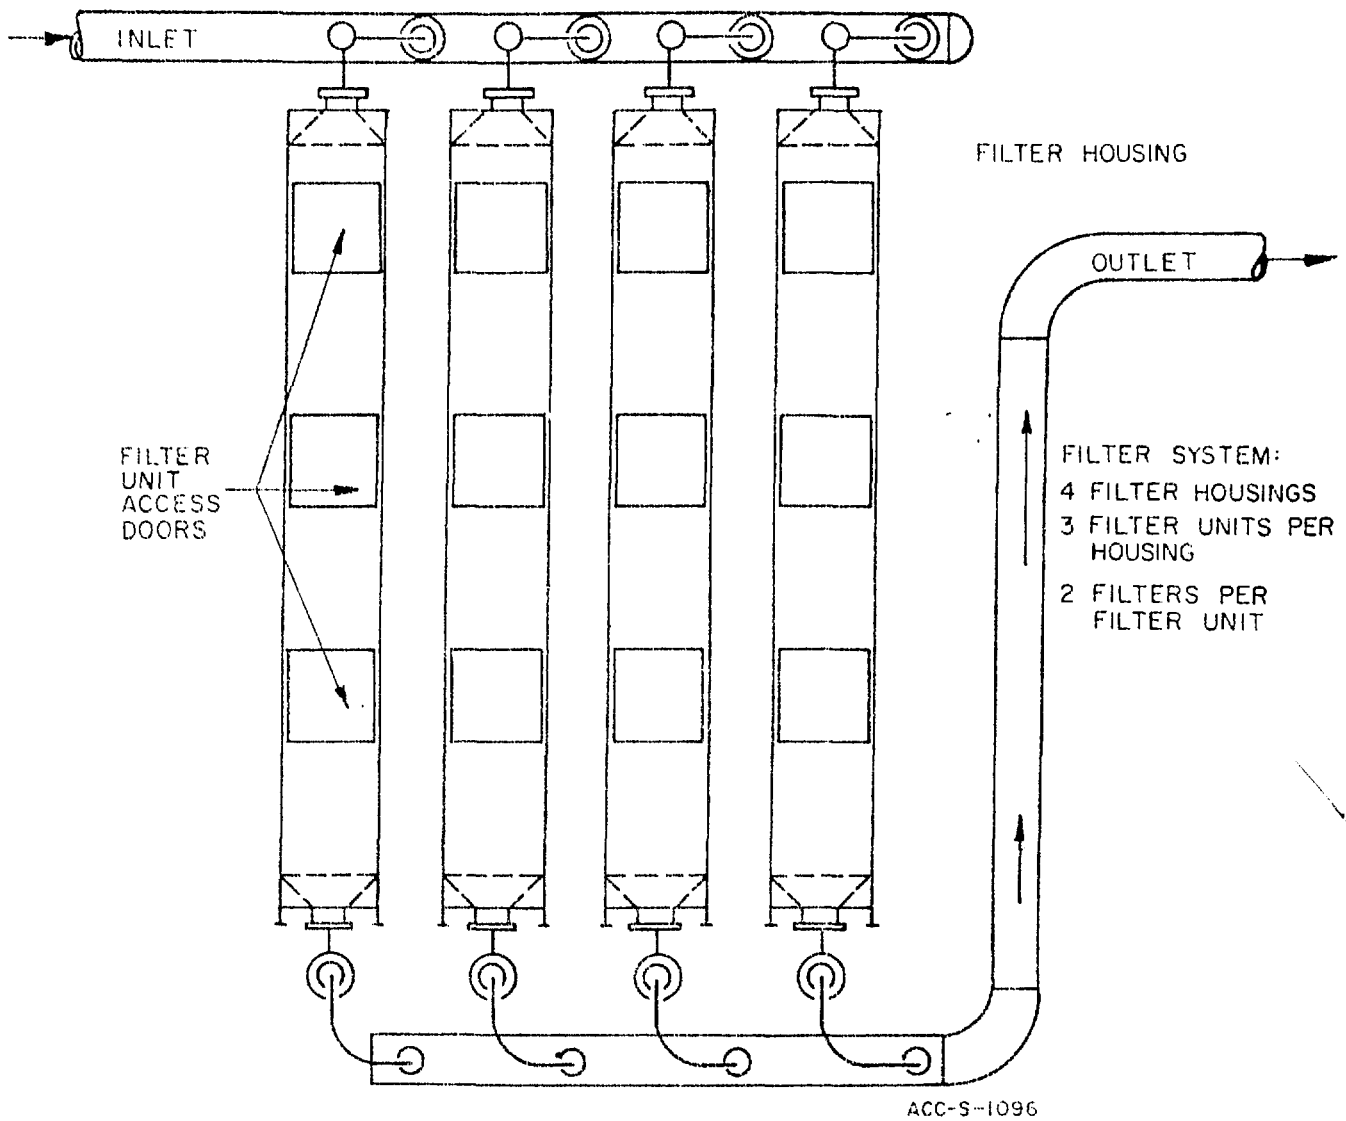 INLET
FILTER HOUSING
OUTLET
FILTER
UNIT
ACCESS
DOORS
FILTER SYSTEM:
4 FILTER HOUSINGS
3 FILTER UNITS PER
HOUSING
2 FILTERS PER
FILTER UNIT
ACC-S-1096